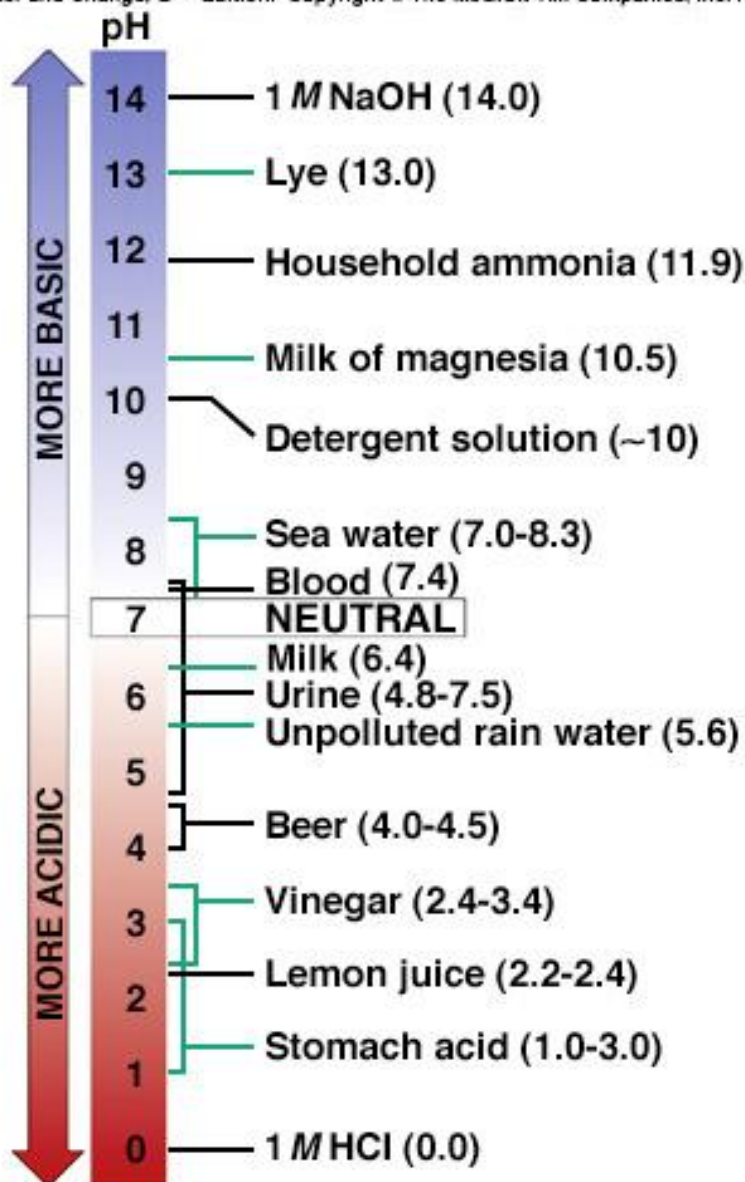 pH
14 1 M NaOH (14.0)
13 Lye (13.0)
12 Household ammonia (11.9)
11
Milk of magnesia (10.5)
10
Detergent solution (~10)
9
Sea water (7.0-8.3)
8
Blood (7.4)
7 NEUTRAL
Milk (6.4)
6 Urine (4.8-7.5)
Unpolluted rain water (5.6)
5
Beer (4.0-4.5)
4
Vinegar (2.4-3.4)
3
Lemon juice (2.2-2.4)
2
Stomach acid (1.0-3.0)
1
0 1 M HCl (0.0)
MORE BASIC
MORE ACIDIC